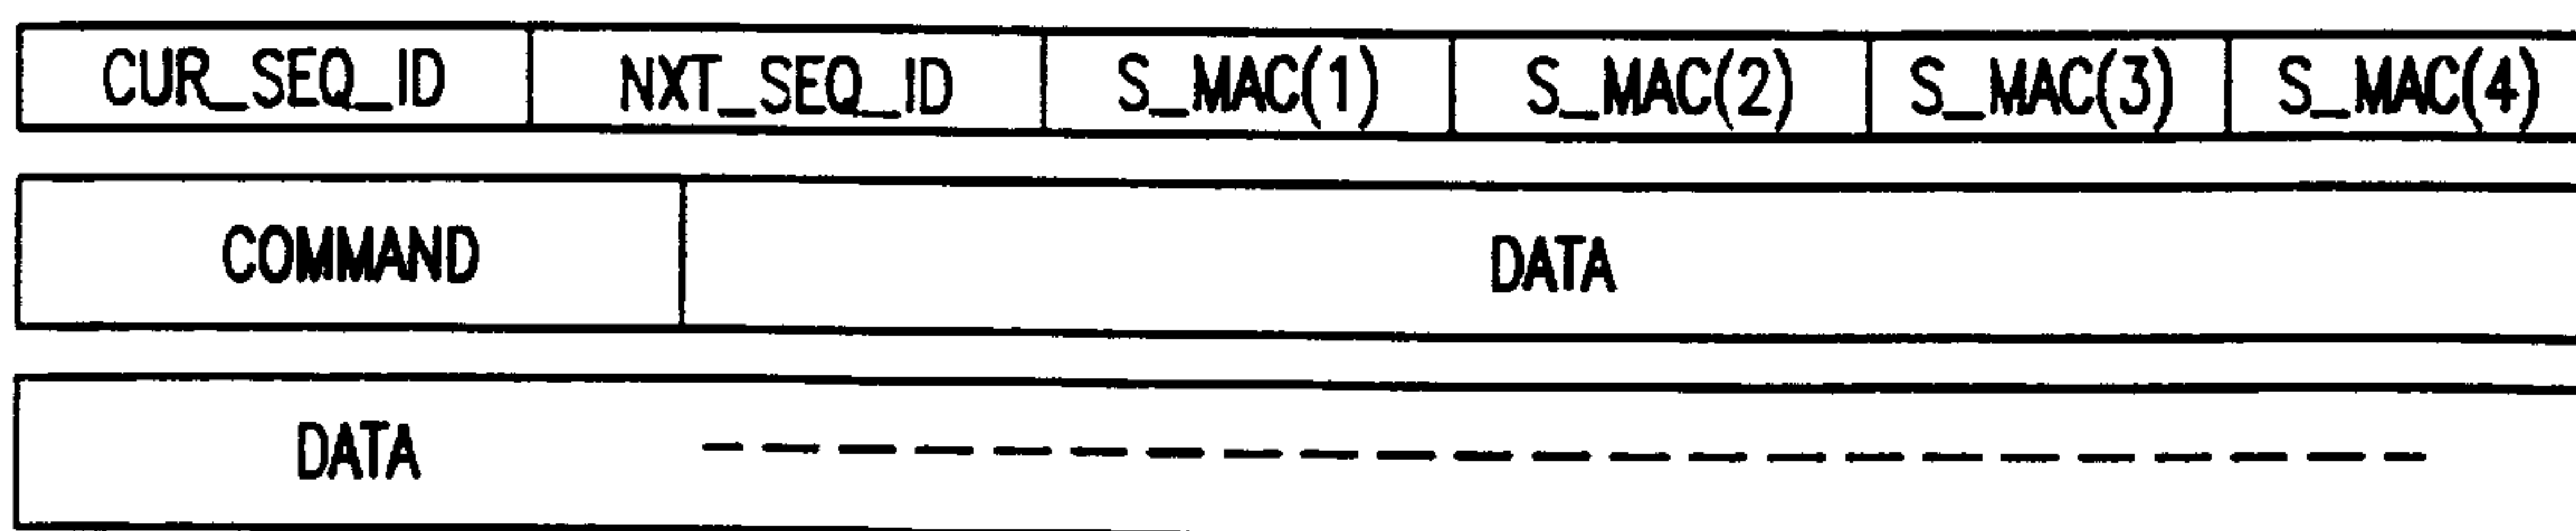 CUR_SEQ_ID NXT_SEQ_ID S_MAC(1) S_MAC(2) S_MAC(3) S_MAC(4)
COMMAND DATA
DATA